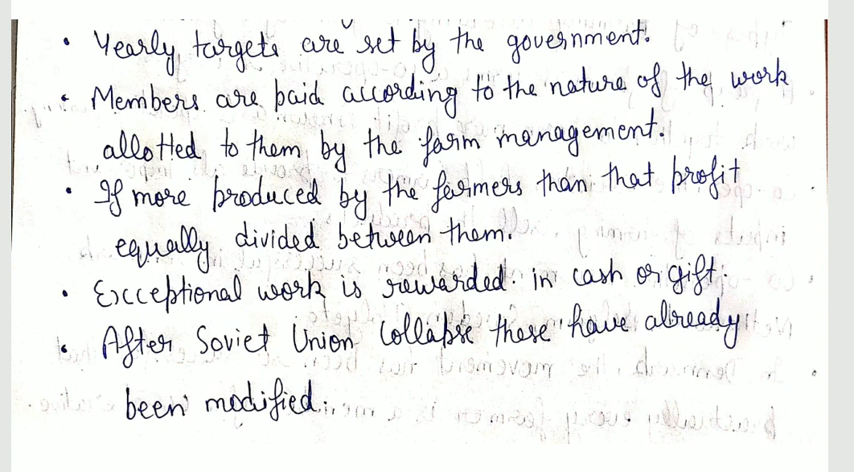 • Yearly targets are set by the government.
• Members are paid according to the nature of the work
allotted to them by the farm management.
• If more produced by the farmers than that profit
equally divided between them.
• Excceptional work is rewarded. in cash or gift.
• After Soviet Union Collapse these have already
been modified.